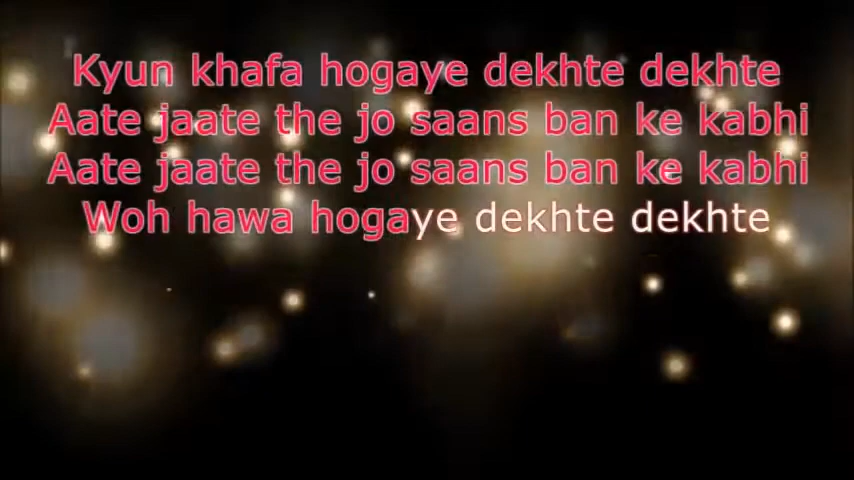 Kyun khafa hogaye dekhte dekhte
Aate jaate the jo saans ban ke kabhi
Aate jaate the jo saans ban ke kabhi
Woh hawa hogaye dekhte dekhte